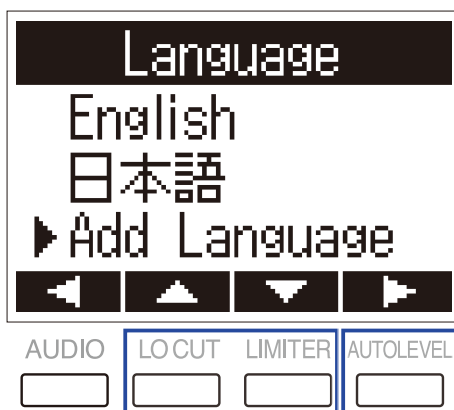 Language
English
日本語
Add Language
AUDIO LO CUT LIMITER AUTOLEVEL